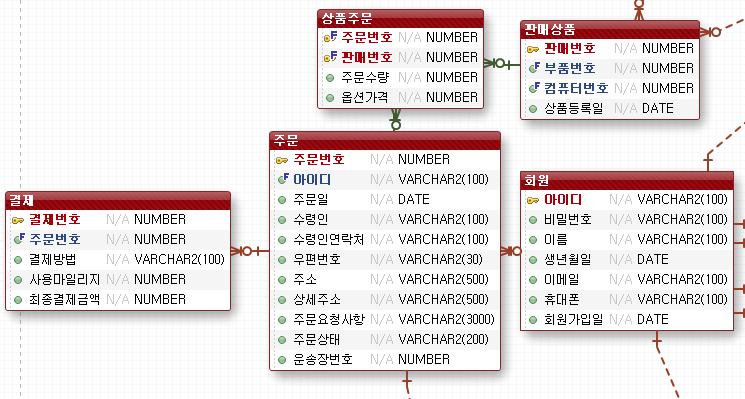 상품주문
주문번호 N/A NUMBER
판매번호 N/A NUMBER
주문수량 N/A NUMBER
옵션가격 N/A NUMBER
판매상품
판매번호 N/A NUMBER
부품번호 N/A NUMBER
컴퓨터번호 N/A NUMBER
상품등록일 N/A DATE
주문
주문번호 N/A NUMBER
아이디 N/A VARCHAR2(100)
주문일 N/A DATE
수령인 N/A VARCHAR2(100)
수령인연락처 N/A VARCHAR2(100)
우편번호 N/A VARCHAR2(30)
주소 N/A VARCHAR2(500)
상세주소 N/A VARCHAR2(500)
주문요청사항 N/A VARCHAR2(3000)
주문상태 N/A VARCHAR2(200)
운송장번호 N/A NUMBER
결제
결제번호 N/A NUMBER
주문번호 N/A NUMBER
결제방법 N/A VARCHAR2(100)
사용마일리지 N/A NUMBER
최종결제금액 N/A NUMBER
회원
아이디 N/A VARCHAR2(100)
비밀번호 N/A VARCHAR2(100)
이름 N/A VARCHAR2(100)
생년월일 N/A DATE
이메일 N/A VARCHAR2(100)
휴대폰 N/A VARCHAR2(100)
회원가입일 N/A DATE